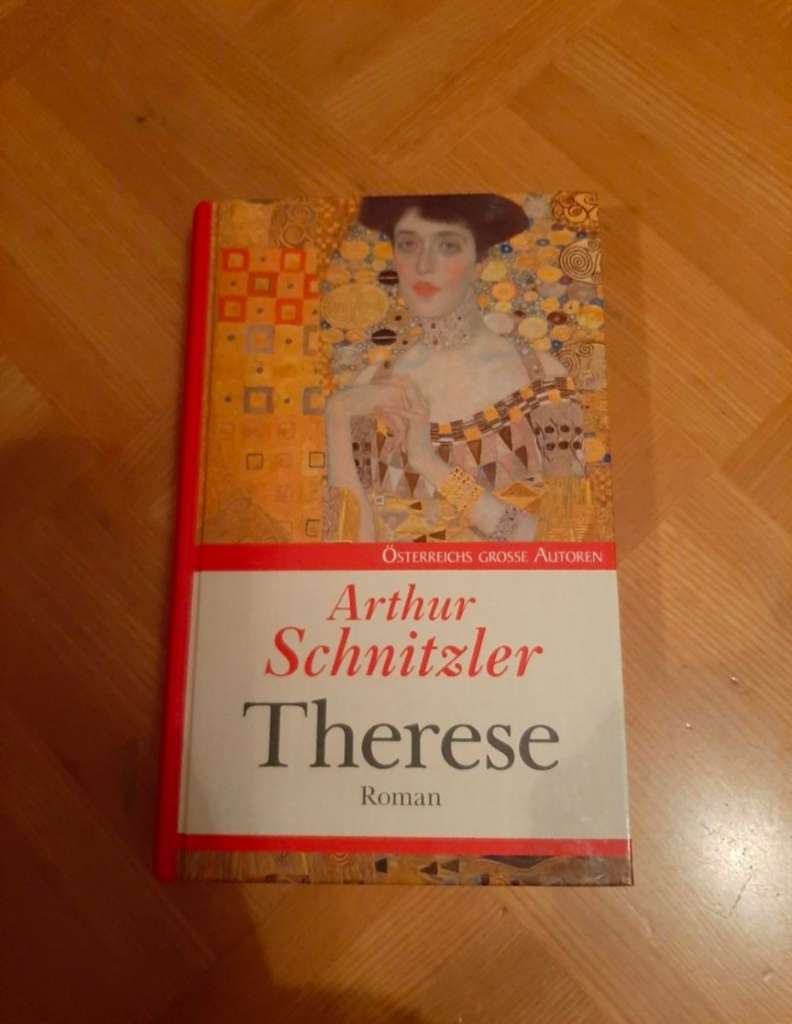 Österreichs grosse Autoren
Arthur
Schnitzler
Therese
Roman